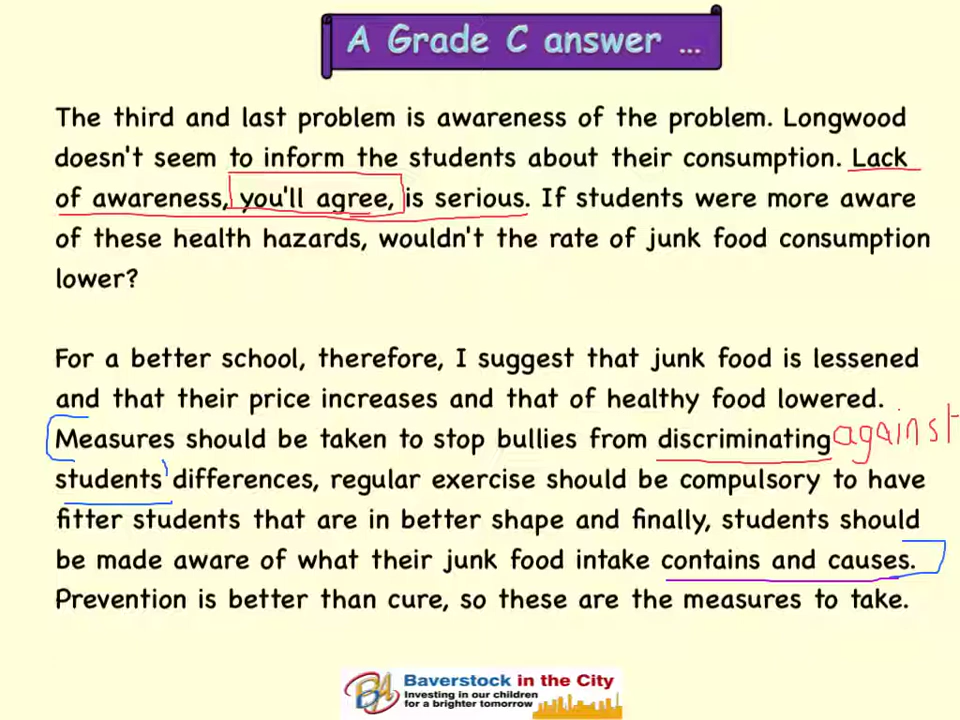 A Grade C answer ...
The third and last problem is awareness of the problem. Longwood
doesn't seem to inform the students about their consumption. Lack
of awareness, you'll agree, is serious. If students were more aware
of these health hazards, wouldn't the rate of junk food consumption
lower?
For a better school, therefore, I suggest that junk food is lessened
and that their price increases and that of healthy food lowered.
Measures should be taken to stop bullies from discriminating against
students' differences, regular exercise should be compulsory to have
fitter students that are in better shape and finally, students should
be made aware of what their junk food intake contains and causes.
Prevention is better than cure, so these are the measures to take.
Baverstock in the City
Investing in our children
for a brighter tomorrow